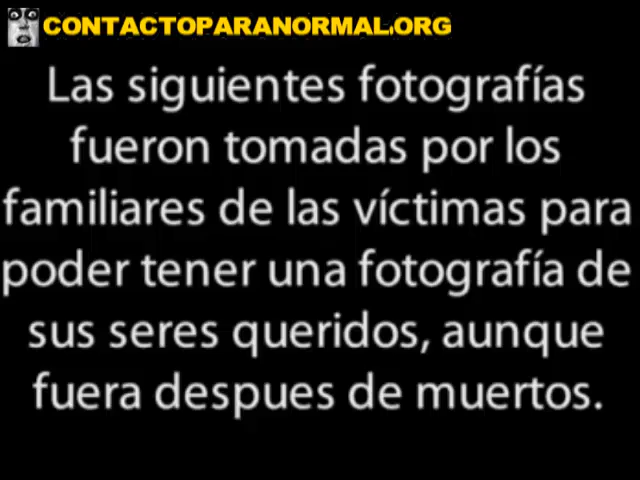 CONTACTOPARANORMAL.ORG
Las siguientes fotografías
fueron tomadas por los
familiares de las víctimas para
poder tener una fotografía de
sus seres queridos, aunque
fuera despues de muertos.